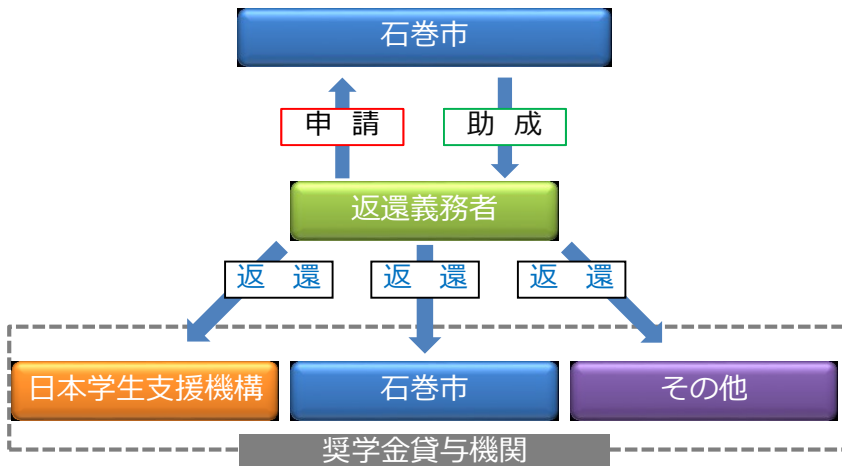 石巻市
申 請
助 成
返還義務者
返 還
返 還
返 還
日本学生支援機構
石巻市
その他
奨学金貸与機関